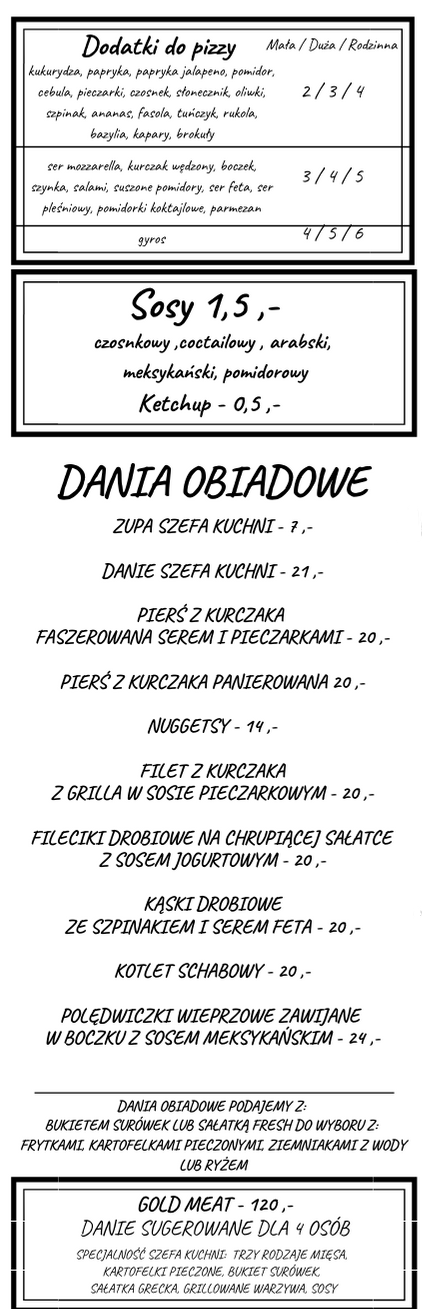 Dodatki do pizzy Mała / Duża / Rodzinna
kukurydza, papryka, papryka jalapeno, pomidor,
cebula, pieczarki, czosnek, słonecznik, oliwki, 2 / 3 / 4
szpinak, ananas, fasola, tuńczyk, rukola,
bazylia, kapary, brokuły
ser mozzarella, kurczak wędzony, boczek,
szynka, salami, suszone pomidory, ser feta, ser 3 / 4 / 5
pleśniowy, pomidorki koktajlowe, parmezan
gyros 4 / 5 / 6
Sosy 1,5 ,-
czosnkowy ,coctailowy , arabski,
meksykański, pomidorowy
Ketchup - 0,5 ,-
DANIA OBIADOWE
ZUPA SZEFA KUCHNI - 7 ,-
DANIE SZEFA KUCHNI - 21 ,-
PIERŚ Z KURCZAKA
FASZEROWANA SEREM I PIECZARKAMI - 20 ,-
PIERŚ Z KURCZAKA PANIEROWANA 20 ,-
NUGGETSY - 14 ,-
FILET Z KURCZAKA
Z GRILLA W SOSIE PIECZARKOWYM - 20 ,-
FILECIKI DROBIOWE NA CHRUPIĄCEJ SAŁATCE
Z SOSEM JOGURTOWYM - 20 ,-
KĄSKI DROBIOWE
ZE SZPINAKIEM I SEREM FETA - 20 ,-
KOTLET SCHABOWY - 20 ,-
POLĘDWICZKI WIEPRZOWE ZAWIJANE
W BOCZKU Z SOSEM MEKSYKAŃSKIM - 24 ,-
DANIA OBIADOWE PODAJEMY Z:
BUKIETEM SURÓWEK LUB SAŁATKĄ FRESH DO WYBORU Z:
FRYTKAMI, KARTOFELKAMI PIECZONYMI, ZIEMNIAKAMI Z WODY
LUB RYŻEM
GOLD MEAT - 120 ,-
DANIE SUGEROWANE DLA 4 OSÓB
SPECJALNOŚĆ SZEFA KUCHNI: TRZY RODZAJE MIĘSA,
KARTOFELKI PIECZONE, BUKIET SURÓWEK,
SAŁATKA GRECKA, GRILLOWANE WARZYWA, SOSY